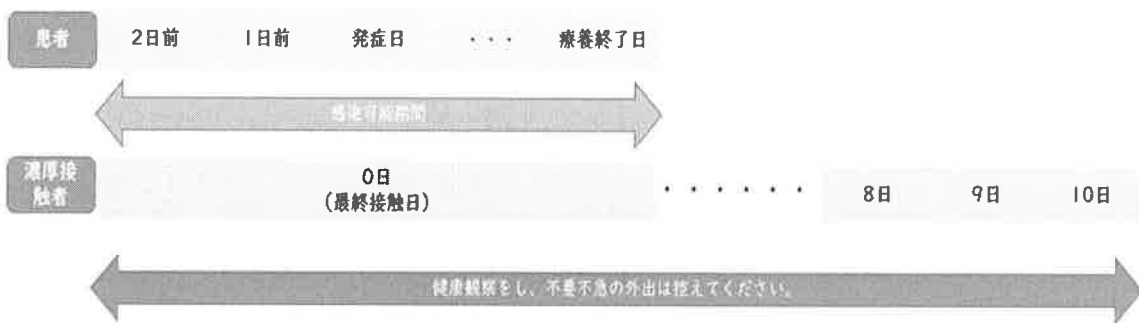 患者
2日前 1日前 発症日 ・・・ 療養終了日
感染可能期間
濃厚接
触者
0日
(最終接触日)
・・・・・・
8日 9日 10日
健康観察をし、不要不急の外出は控えてください。